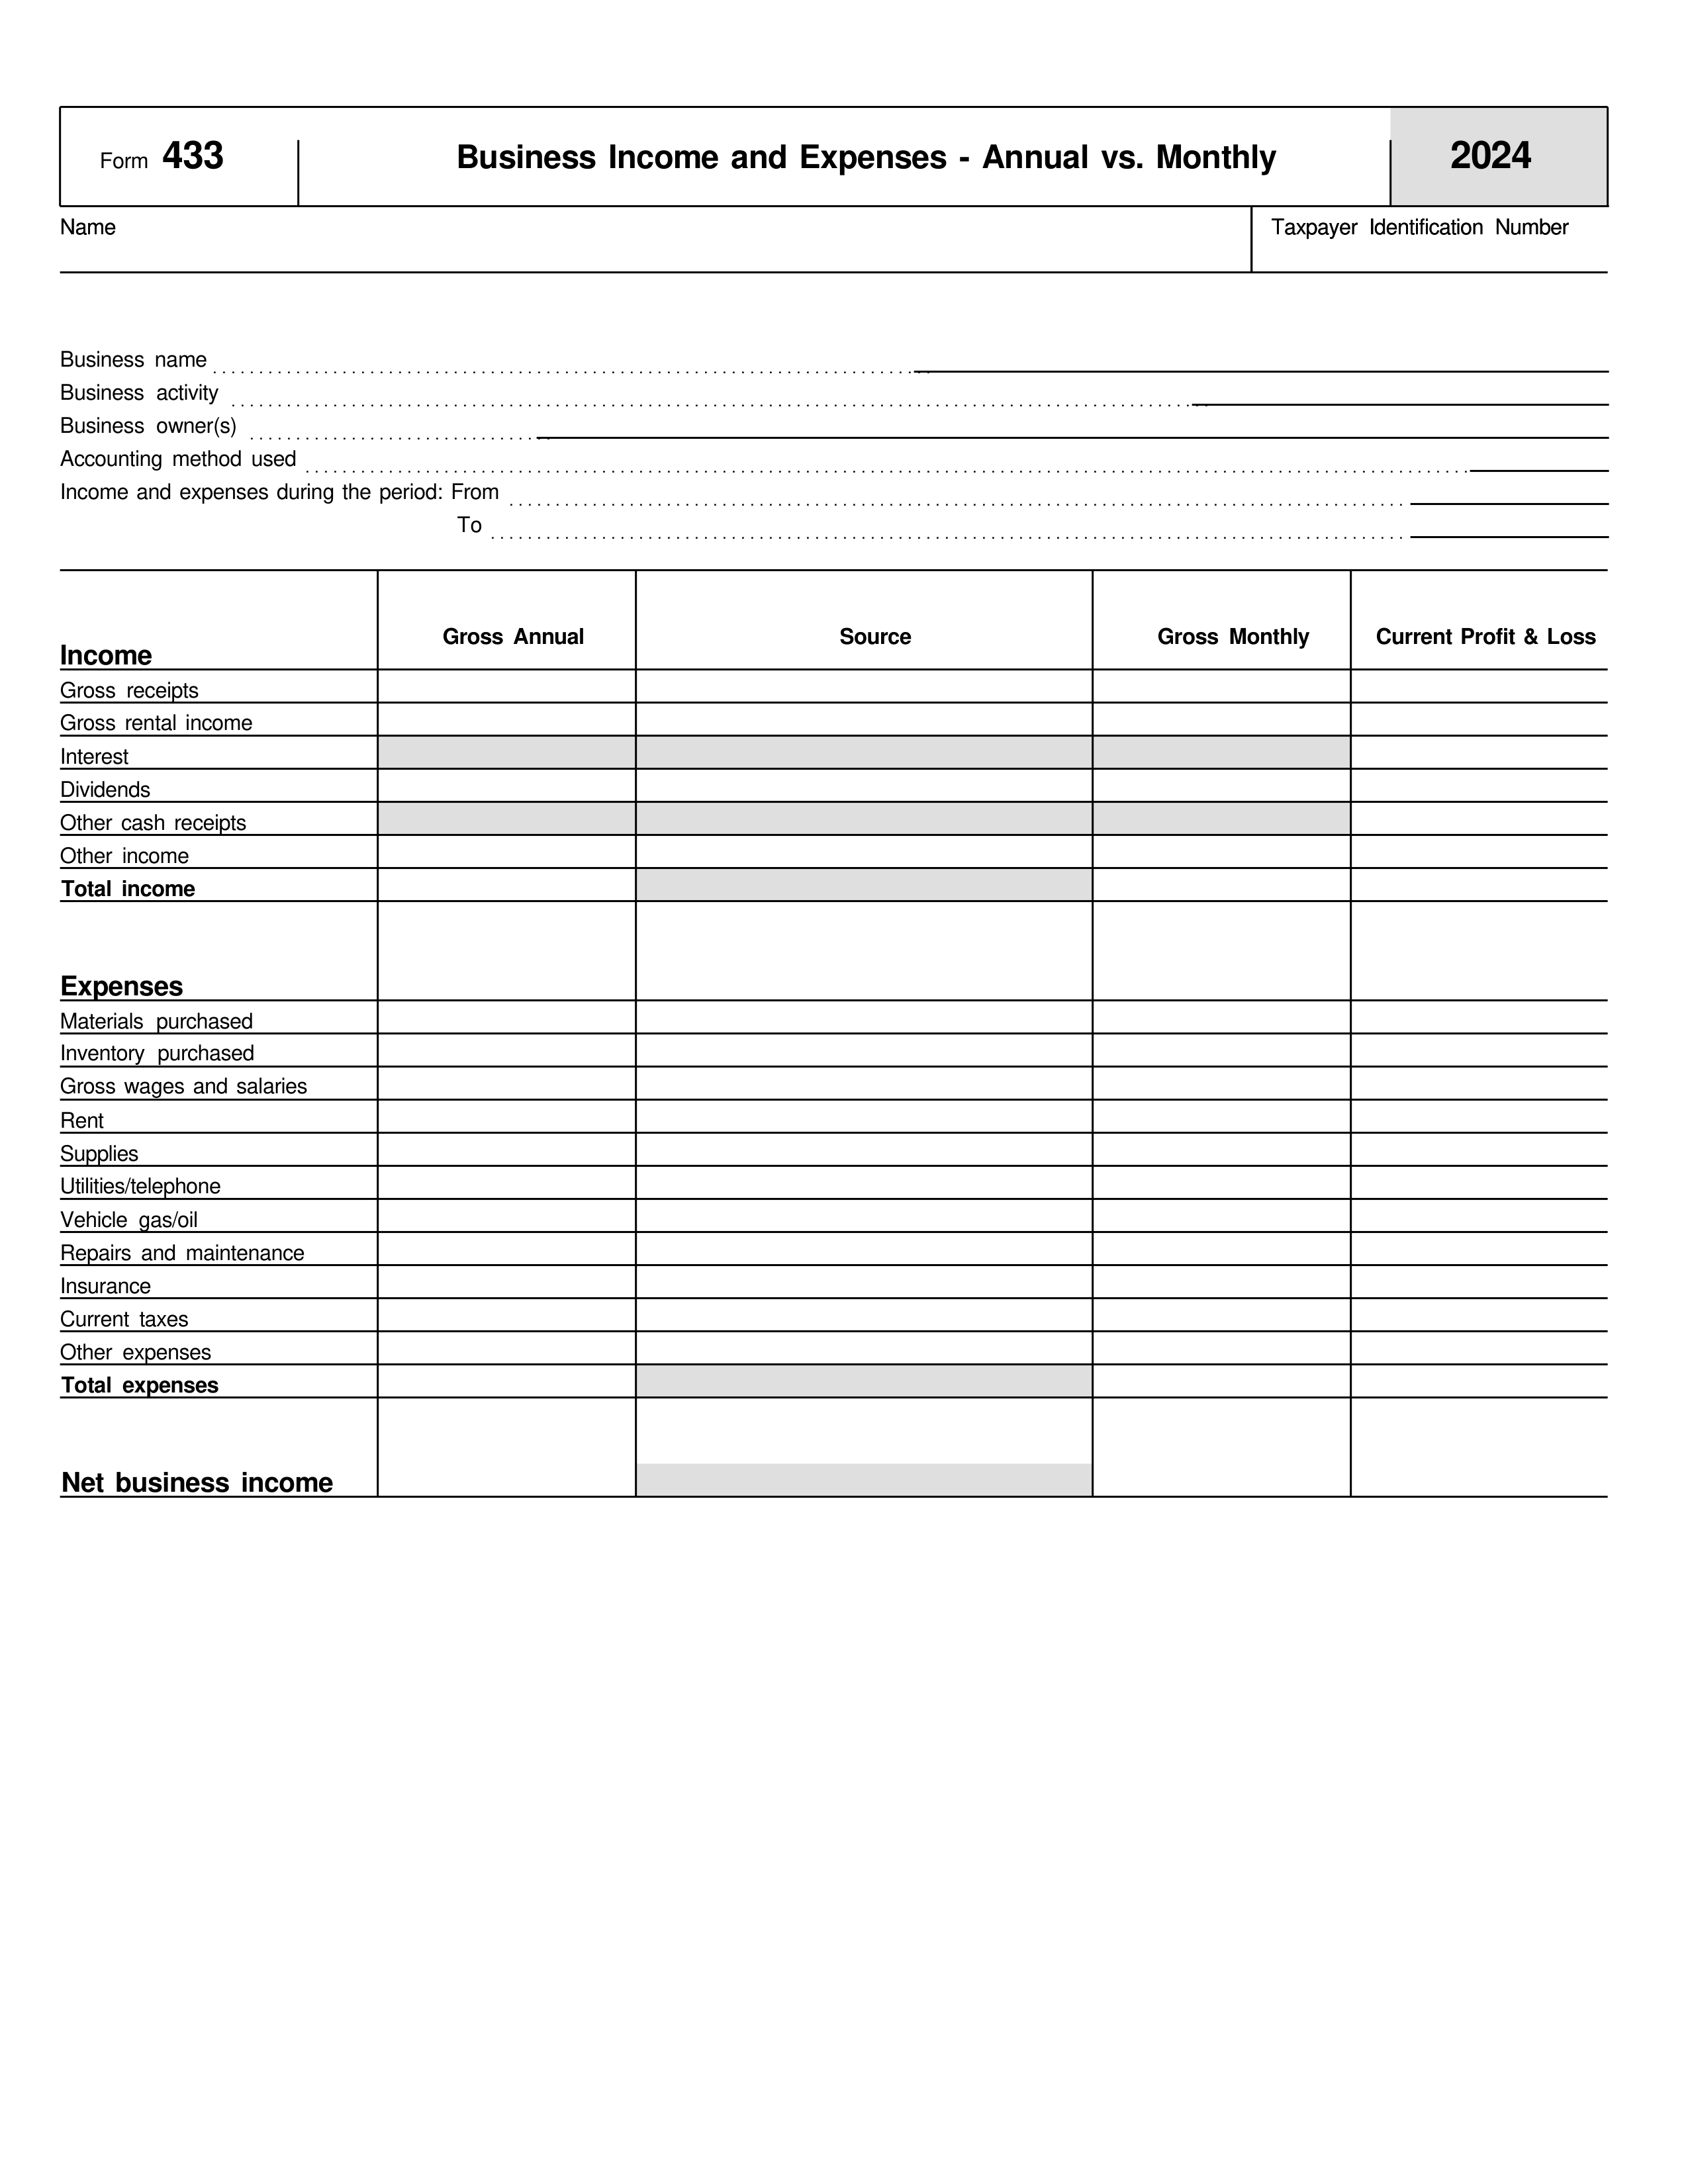 Form 433 Business Income and Expenses - Annual vs. Monthly 2024
Name Taxpayer Identification Number
Business name
Business activity
Business owner(s)
Accounting method used
Income and expenses during the period: From
To
Income Gross Annual Source Gross Monthly Current Profit & Loss
Gross receipts
Gross rental income
Interest
Dividends
Other cash receipts
Other income
Total income
Expenses
Materials purchased
Inventory purchased
Gross wages and salaries
Rent
Supplies
Utilities/telephone
Vehicle gas/oil
Repairs and maintenance
Insurance
Current taxes
Other expenses
Total expenses
Net business income